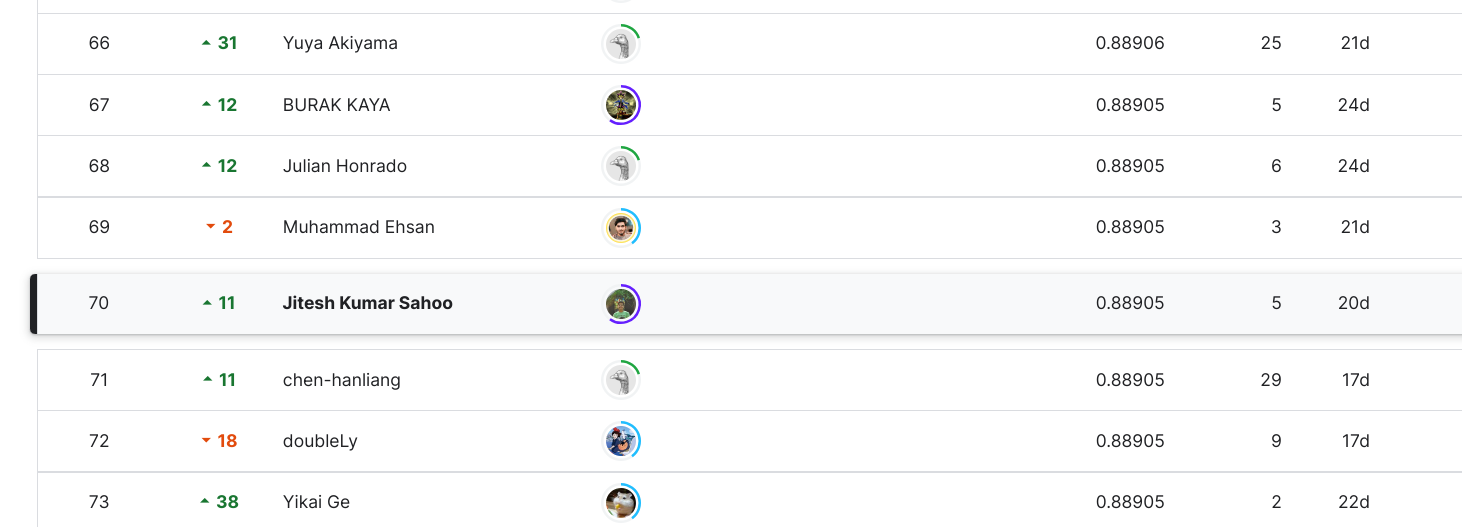 66 31 Yuya Akiyama 0.88906 25 21d
67 12 BURAK KAYA 0.88905 5 24d
68 12 Julian Honrado 0.88905 6 24d
69 2 Muhammad Ehsan 0.88905 3 21d
70 11 Jitesh Kumar Sahoo 0.88905 5 20d
71 11 chen-hanliang 0.88905 29 17d
72 18 doubleLy 0.88905 9 17d
73 38 Yikai Ge 0.88905 2 22d